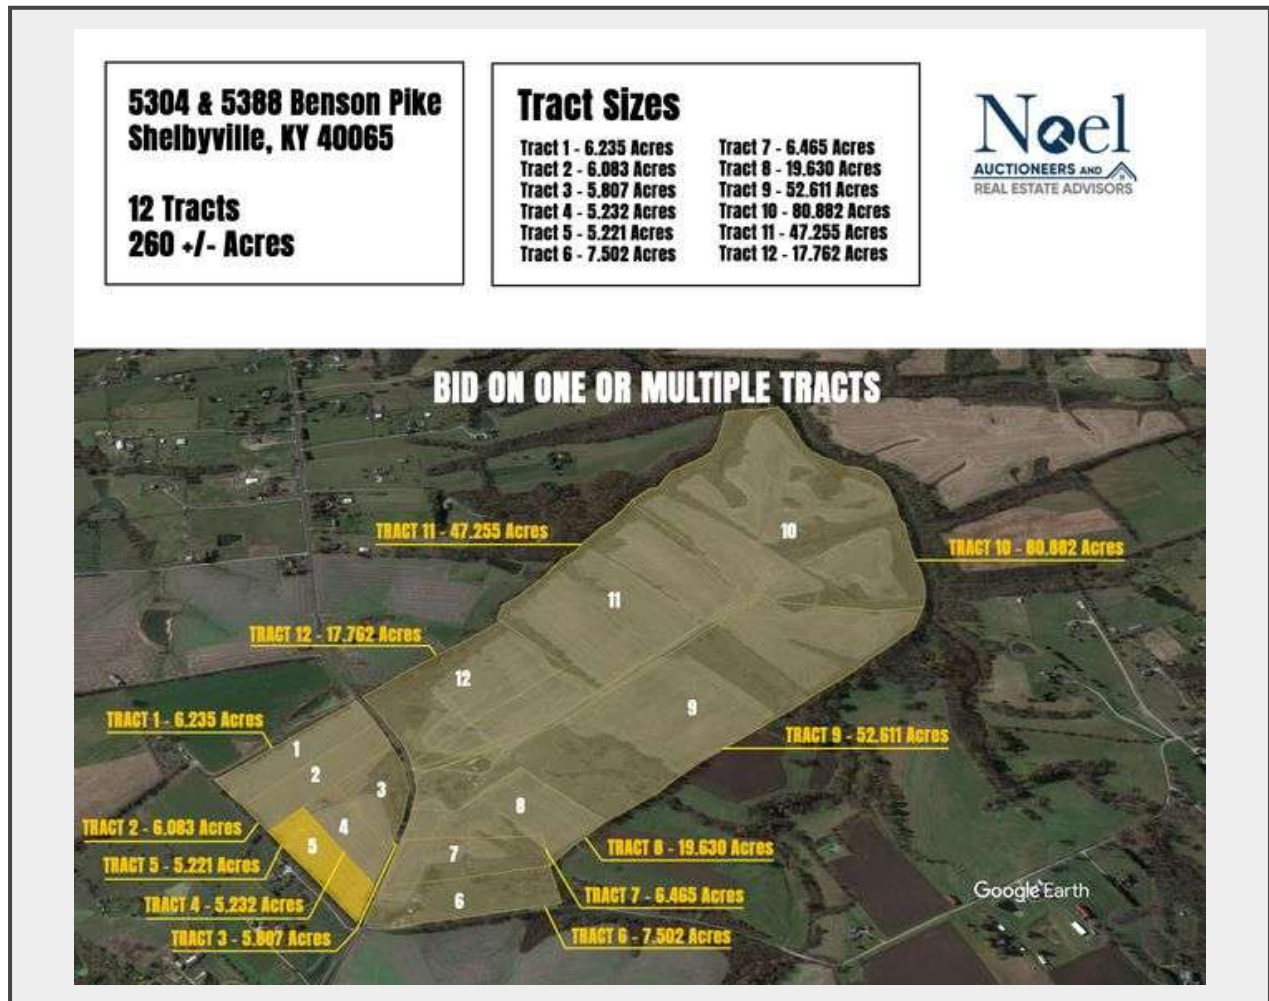 5304 & 5388 Benson Pike
Shelbyville, KY 40065
12 Tracts
260 +/- Acres
Tract Sizes
Tract 1 - 6.235 Acres
Tract 2 - 6.083 Acres
Tract 3 - 5.807 Acres
Tract 4 - 5.232 Acres
Tract 5 - 5.221 Acres
Tract 6 - 7.502 Acres
Tract 7 - 6.465 Acres
Tract 8 - 19.630 Acres
Tract 9 - 52.611 Acres
Tract 10 - 80.882 Acres
Tract 11 - 47.255 Acres
Tract 12 - 17.762 Acres
Noel
AUCTIONEERS AND
REAL ESTATE ADVISORS
BID ON ONE OR MULTIPLE TRACTS
10
TRACT 11 - 47.255 Acres
TRACT 10 - 80.882 Acres
11
TRACT 12 - 17.762 Acres
12
9
TRACT 1 - 6.235 Acres
TRACT 9 - 52.611 Acres
1
2
3
8
4
TRACT 2 - 6.083 Acres
5
7
TRACT 8 - 19.630 Acres
TRACT 5 - 5.221 Acres
6
TRACT 7 - 6.465 Acres
TRACT 4 - 5.232 Acres
Google Earth
TRACT 3 - 5.807 Acres
TRACT 6 - 7.502 Acres